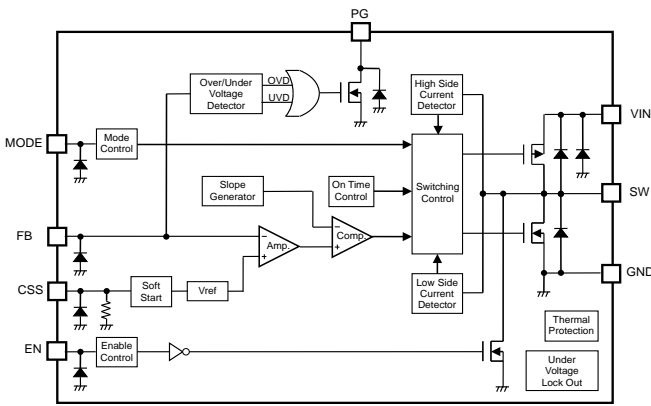 PG
Over/Under
Voltage
Detector
OVD
UVD
High Side
Current
Detector
VIN
MODE
Mode
Control
Slope
Generator
On Time
Control
Switching
Control
SW
FB
−
Amp.
+
−
Comp.
+
GND
CSS
Soft
Start
Vref
Low Side
Current
Detector
Thermal
Protection
EN
Enable
Control
Under
Voltage
Lock Out